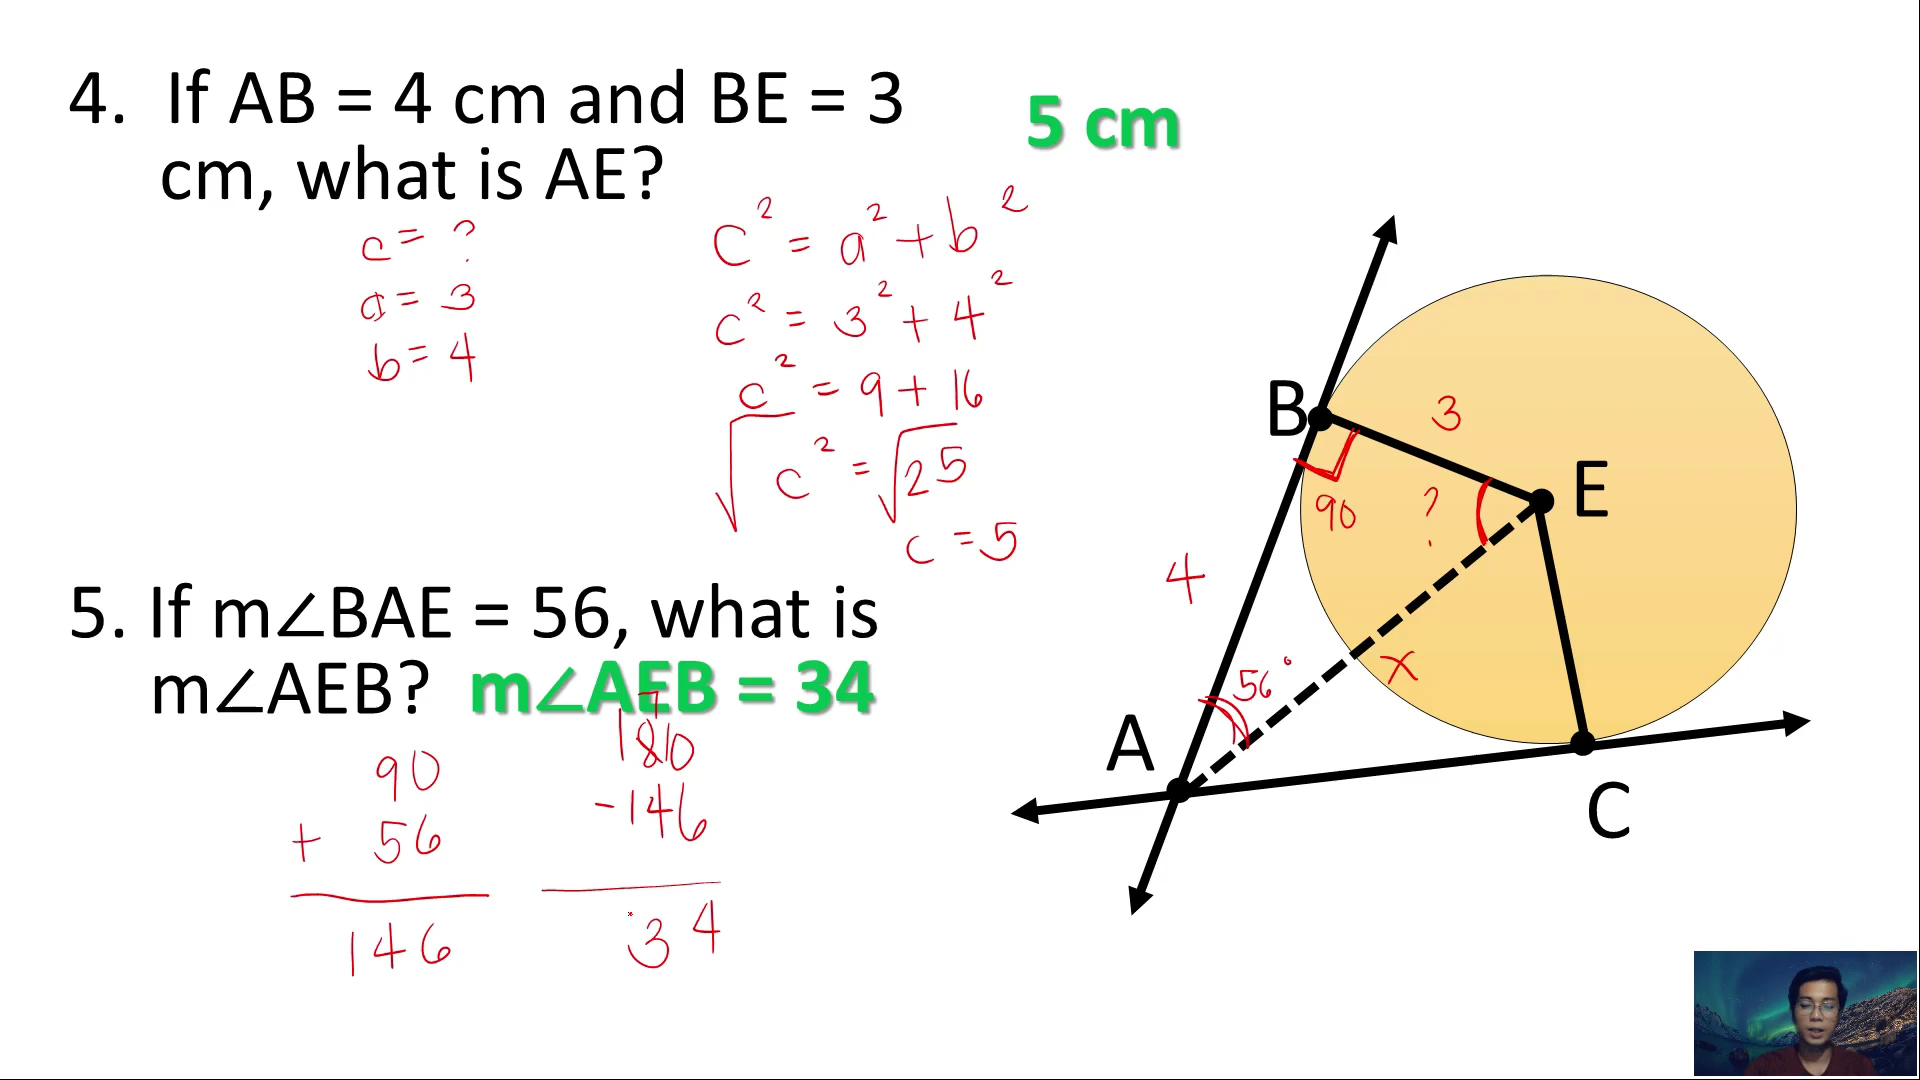 4. If AB = 4 cm and BE = 3
cm, what is AE?
5 cm
c = ?
a = 3
b = 4
c² = a² + b²
c² = 3² + 4²
c² = 9 + 16
√c² = √25
c = 5
5. If m∠BAE = 56, what is
m∠AEB? m∠AEB = 34
90
+ 56
146
7
180
-146
34
B
3
E
90
?
4
56°
x
A
C